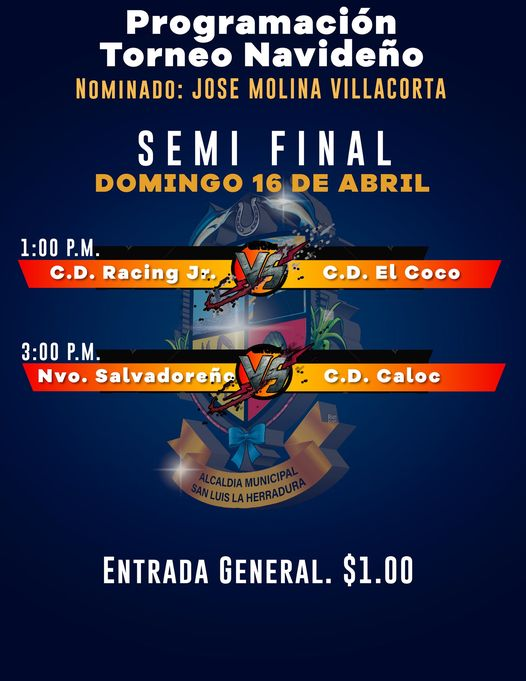 Programación
Torneo Navideño
Nominado: JOSE MOLINA VILLACORTA
SEMI FINAL
DOMINGO 16 DE ABRIL
1:00 P.M.
C.D. Racing Jr. VS C.D. El Coco
3:00 P.M.
Nvo. Salvadoreño VS C.D. Caloc
ALCALDIA MUNICIPAL
SAN LUIS LA HERRADURA
Entrada General. $1.00